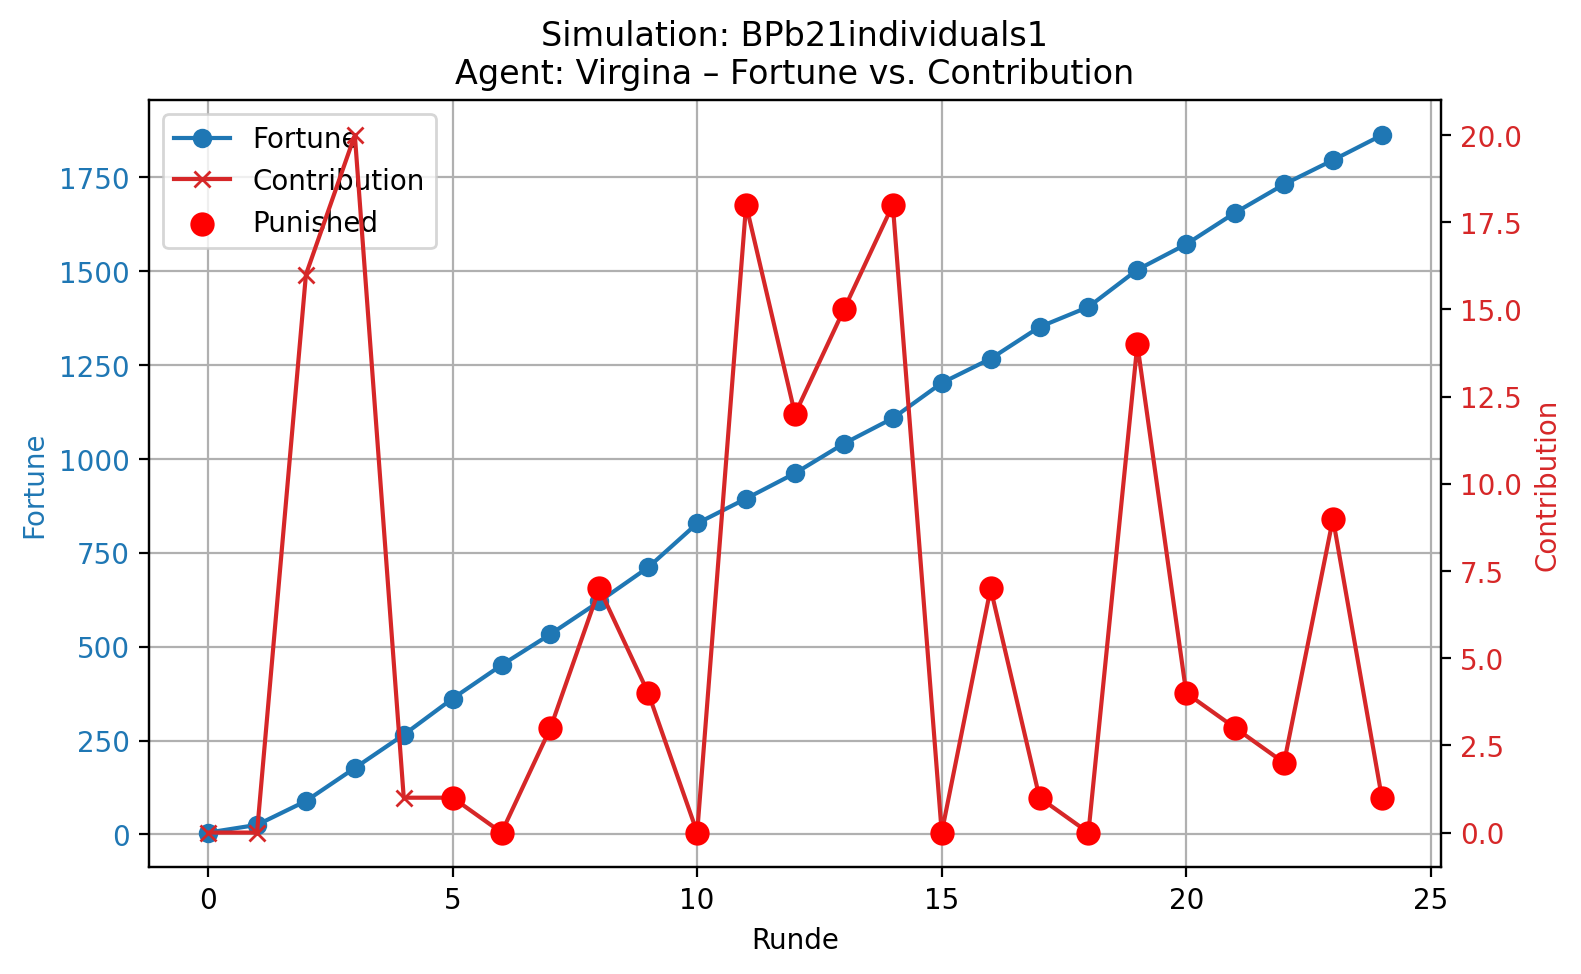 Simulation: BPb21individuals1
Agent: Virgina – Fortune vs. Contribution
Fortune
Contribution
Punished
1750
1500
1250
1000
750
500
250
0
Fortune
20.0
17.5
15.0
12.5
10.0
7.5
5.0
2.5
0.0
Contribution
0 5 10 15 20 25
Runde